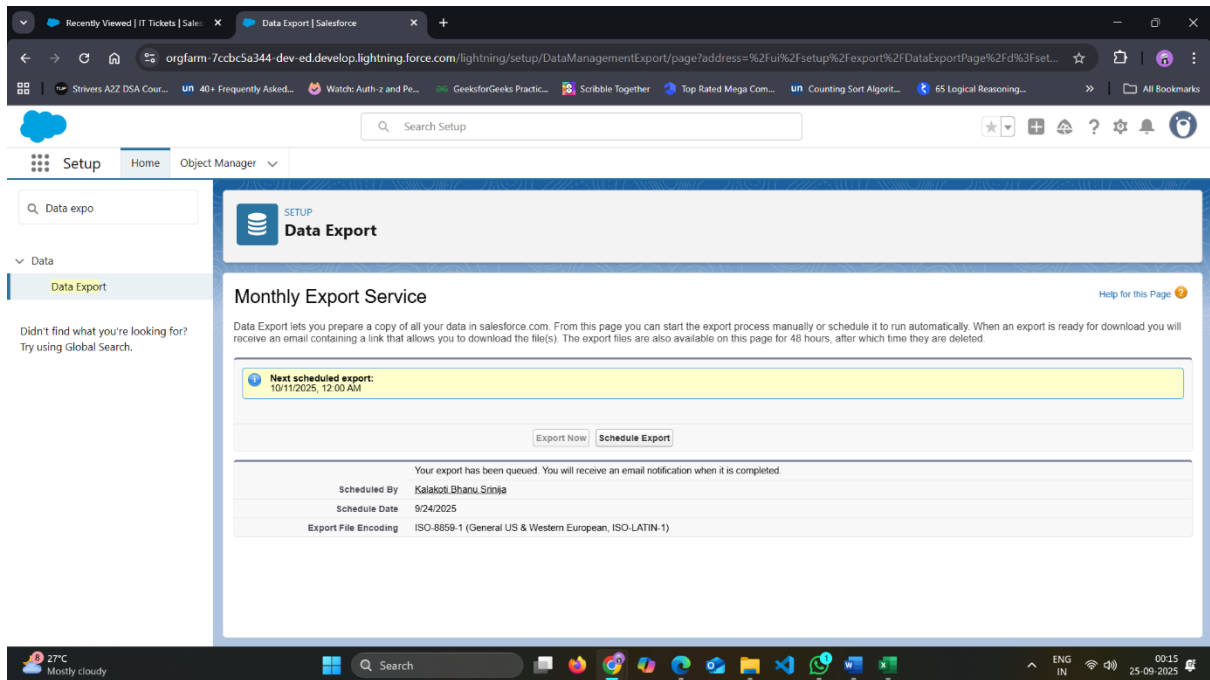 Recently Viewed | IT Tickets | Sales
Data Export | Salesforce
orgfarm-7ccbc5a344-dev-ed.develop.lightning.force.com/lightning/setup/DataManagementExport/page?address=%2Fui%2Fsetup%2Fexport%2FDataExportPage%2Fd%3Fset...
Strivers A2Z DSA Cour...
un 40+ Frequently Asked...
Watch: Auth-z and Pe...
GeeksforGeeks Practic...
Scribble Together
Top Rated Mega Com...
un Counting Sort Algorit...
65 Logical Reasoning...
»
All Bookmarks
Search Setup
Setup
Home
Object Manager
Data expo
SETUP
Data Export
Data
Data Export
Didn't find what you're looking for?
Try using Global Search.
Monthly Export Service
Help for this Page
Data Export lets you prepare a copy of all your data in salesforce.com. From this page you can start the export process manually or schedule it to run automatically. When an export is ready for download you will
receive an email containing a link that allows you to download the file(s). The export files are also available on this page for 48 hours, after which time they are deleted.
Next scheduled export:
10/11/2025, 12:00 AM
Export Now Schedule Export
Your export has been queued. You will receive an email notification when it is completed.
Scheduled By Kalakoti Bhanu Srinija
Schedule Date 9/24/2025
Export File Encoding ISO-8859-1 (General US & Western European, ISO-LATIN-1)
8
27°C
Mostly cloudy
Search
1
ENG
IN
00:15
25-09-2025